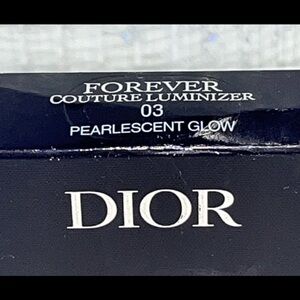 FOREVER
COUTURE LUMINIZER
03
PEARLESCENT GLOW
DIOR